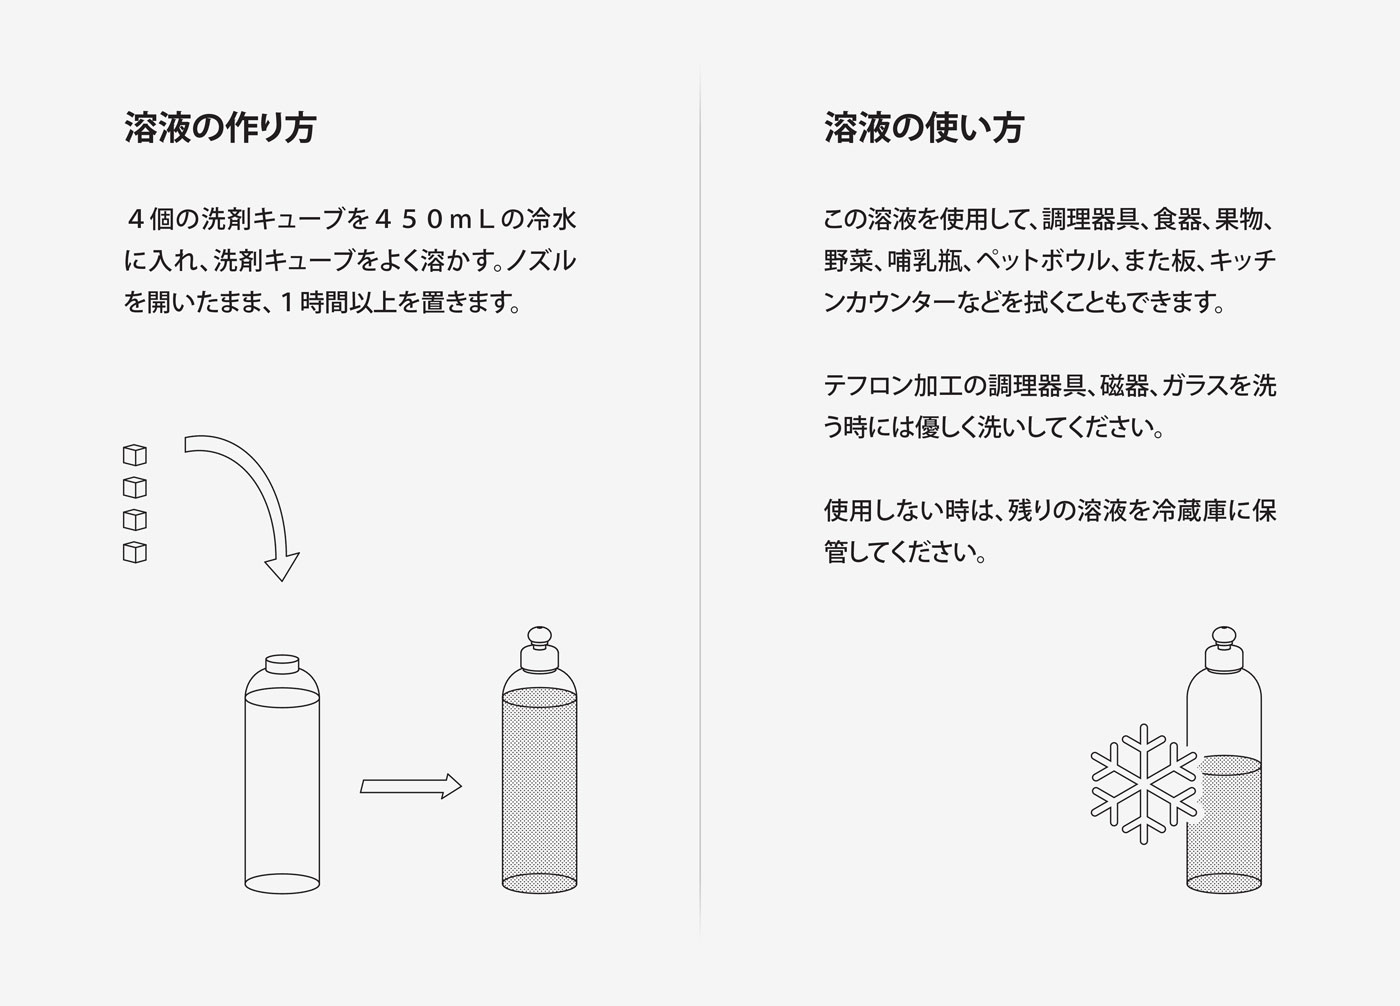 溶液の作り方
４個の洗剤キューブを４５０ｍＬの冷水
に入れ、洗剤キューブをよく溶かす。ノズル
を開いたまま、１時間以上を置きます。
溶液の使い方
この溶液を使用して、調理器具、食器、果物、
野菜、哺乳瓶、ペットボウル、また板、キッチ
ンカウンターなどを拭くこともできます。
テフロン加工の調理器具、磁器、ガラスを洗
う時には優しく洗いしてください。
使用しない時は、残りの溶液を冷蔵庫に保
管してください。